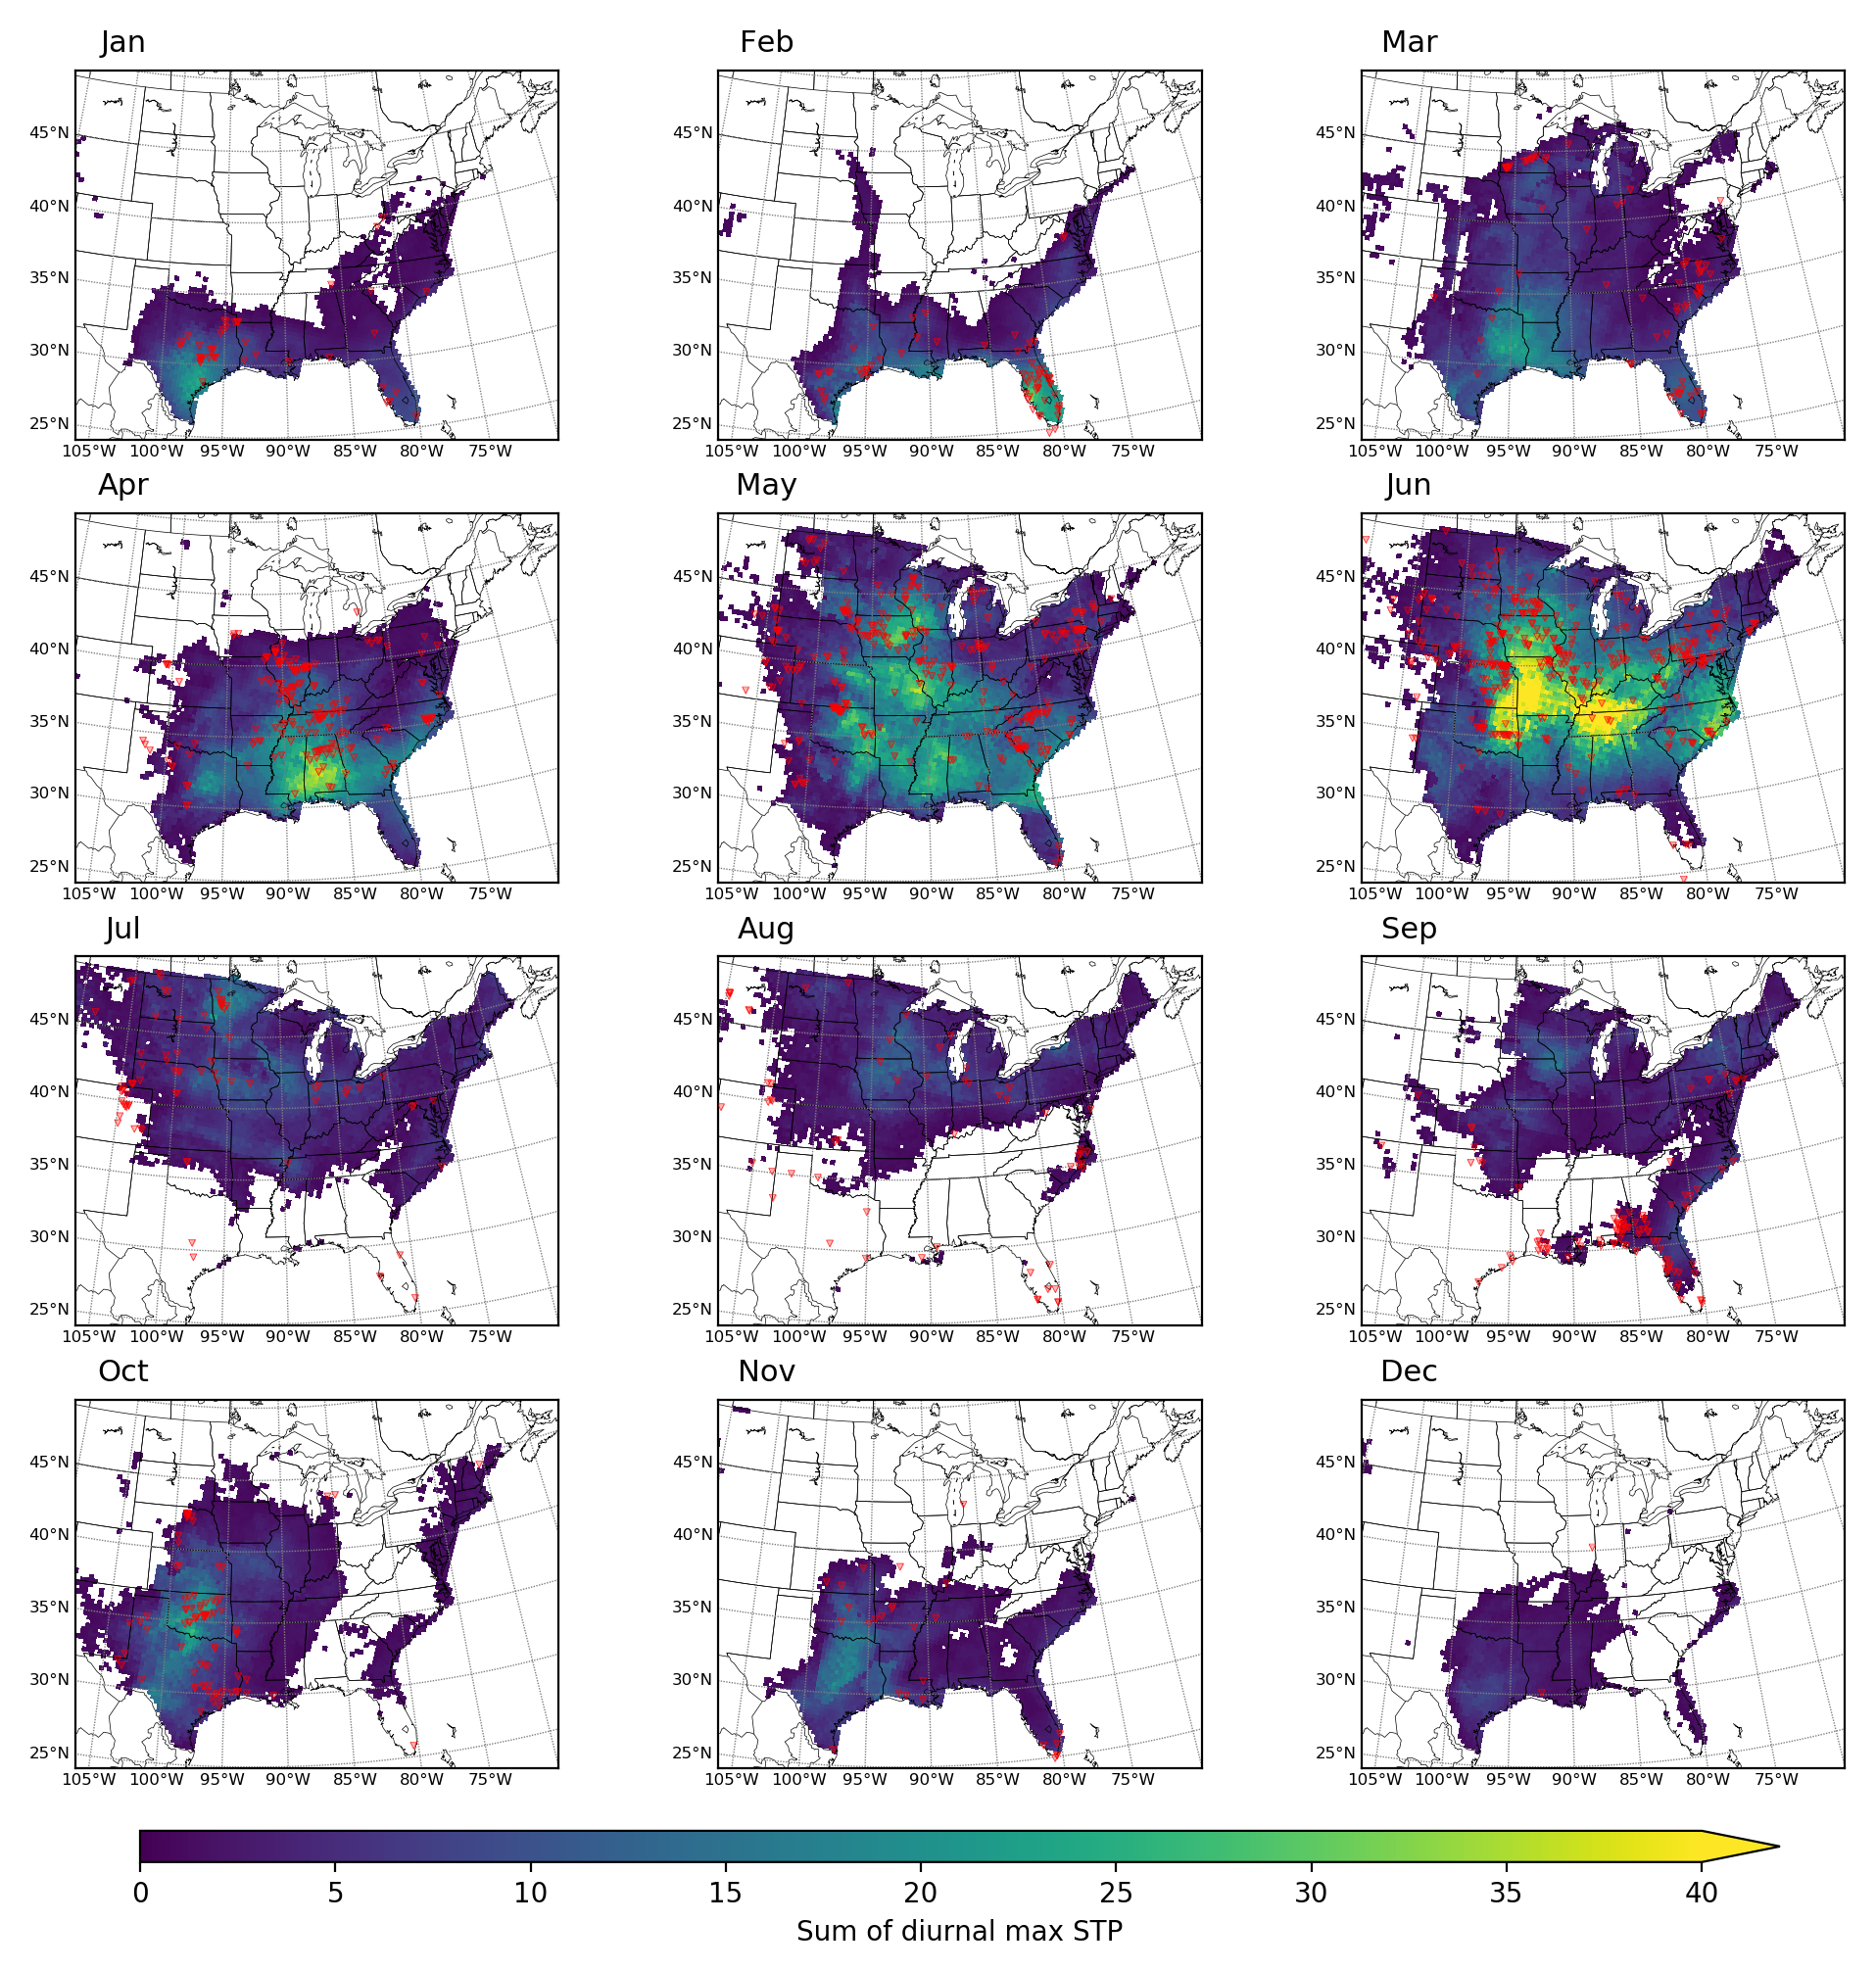 Jan Feb Mar
45°N 45°N 45°N
40°N 40°N 40°N
35°N 35°N 35°N
30°N 30°N 30°N
25°N 25°N 25°N
105°W 100°W 95°W 90°W 85°W 80°W 75°W 105°W 100°W 95°W 90°W 85°W 80°W 75°W 105°W 100°W 95°W 90°W 85°W 80°W 75°W
Apr May Jun
45°N 45°N 45°N
40°N 40°N 40°N
35°N 35°N 35°N
30°N 30°N 30°N
25°N 25°N 25°N
105°W 100°W 95°W 90°W 85°W 80°W 75°W 105°W 100°W 95°W 90°W 85°W 80°W 75°W 105°W 100°W 95°W 90°W 85°W 80°W 75°W
Jul Aug Sep
45°N 45°N 45°N
40°N 40°N 40°N
35°N 35°N 35°N
30°N 30°N 30°N
25°N 25°N 25°N
105°W 100°W 95°W 90°W 85°W 80°W 75°W 105°W 100°W 95°W 90°W 85°W 80°W 75°W 105°W 100°W 95°W 90°W 85°W 80°W 75°W
Oct Nov Dec
45°N 45°N 45°N
40°N 40°N 40°N
35°N 35°N 35°N
30°N 30°N 30°N
25°N 25°N 25°N
105°W 100°W 95°W 90°W 85°W 80°W 75°W 105°W 100°W 95°W 90°W 85°W 80°W 75°W 105°W 100°W 95°W 90°W 85°W 80°W 75°W
0 5 10 15 20 25 30 35 40
Sum of diurnal max STP